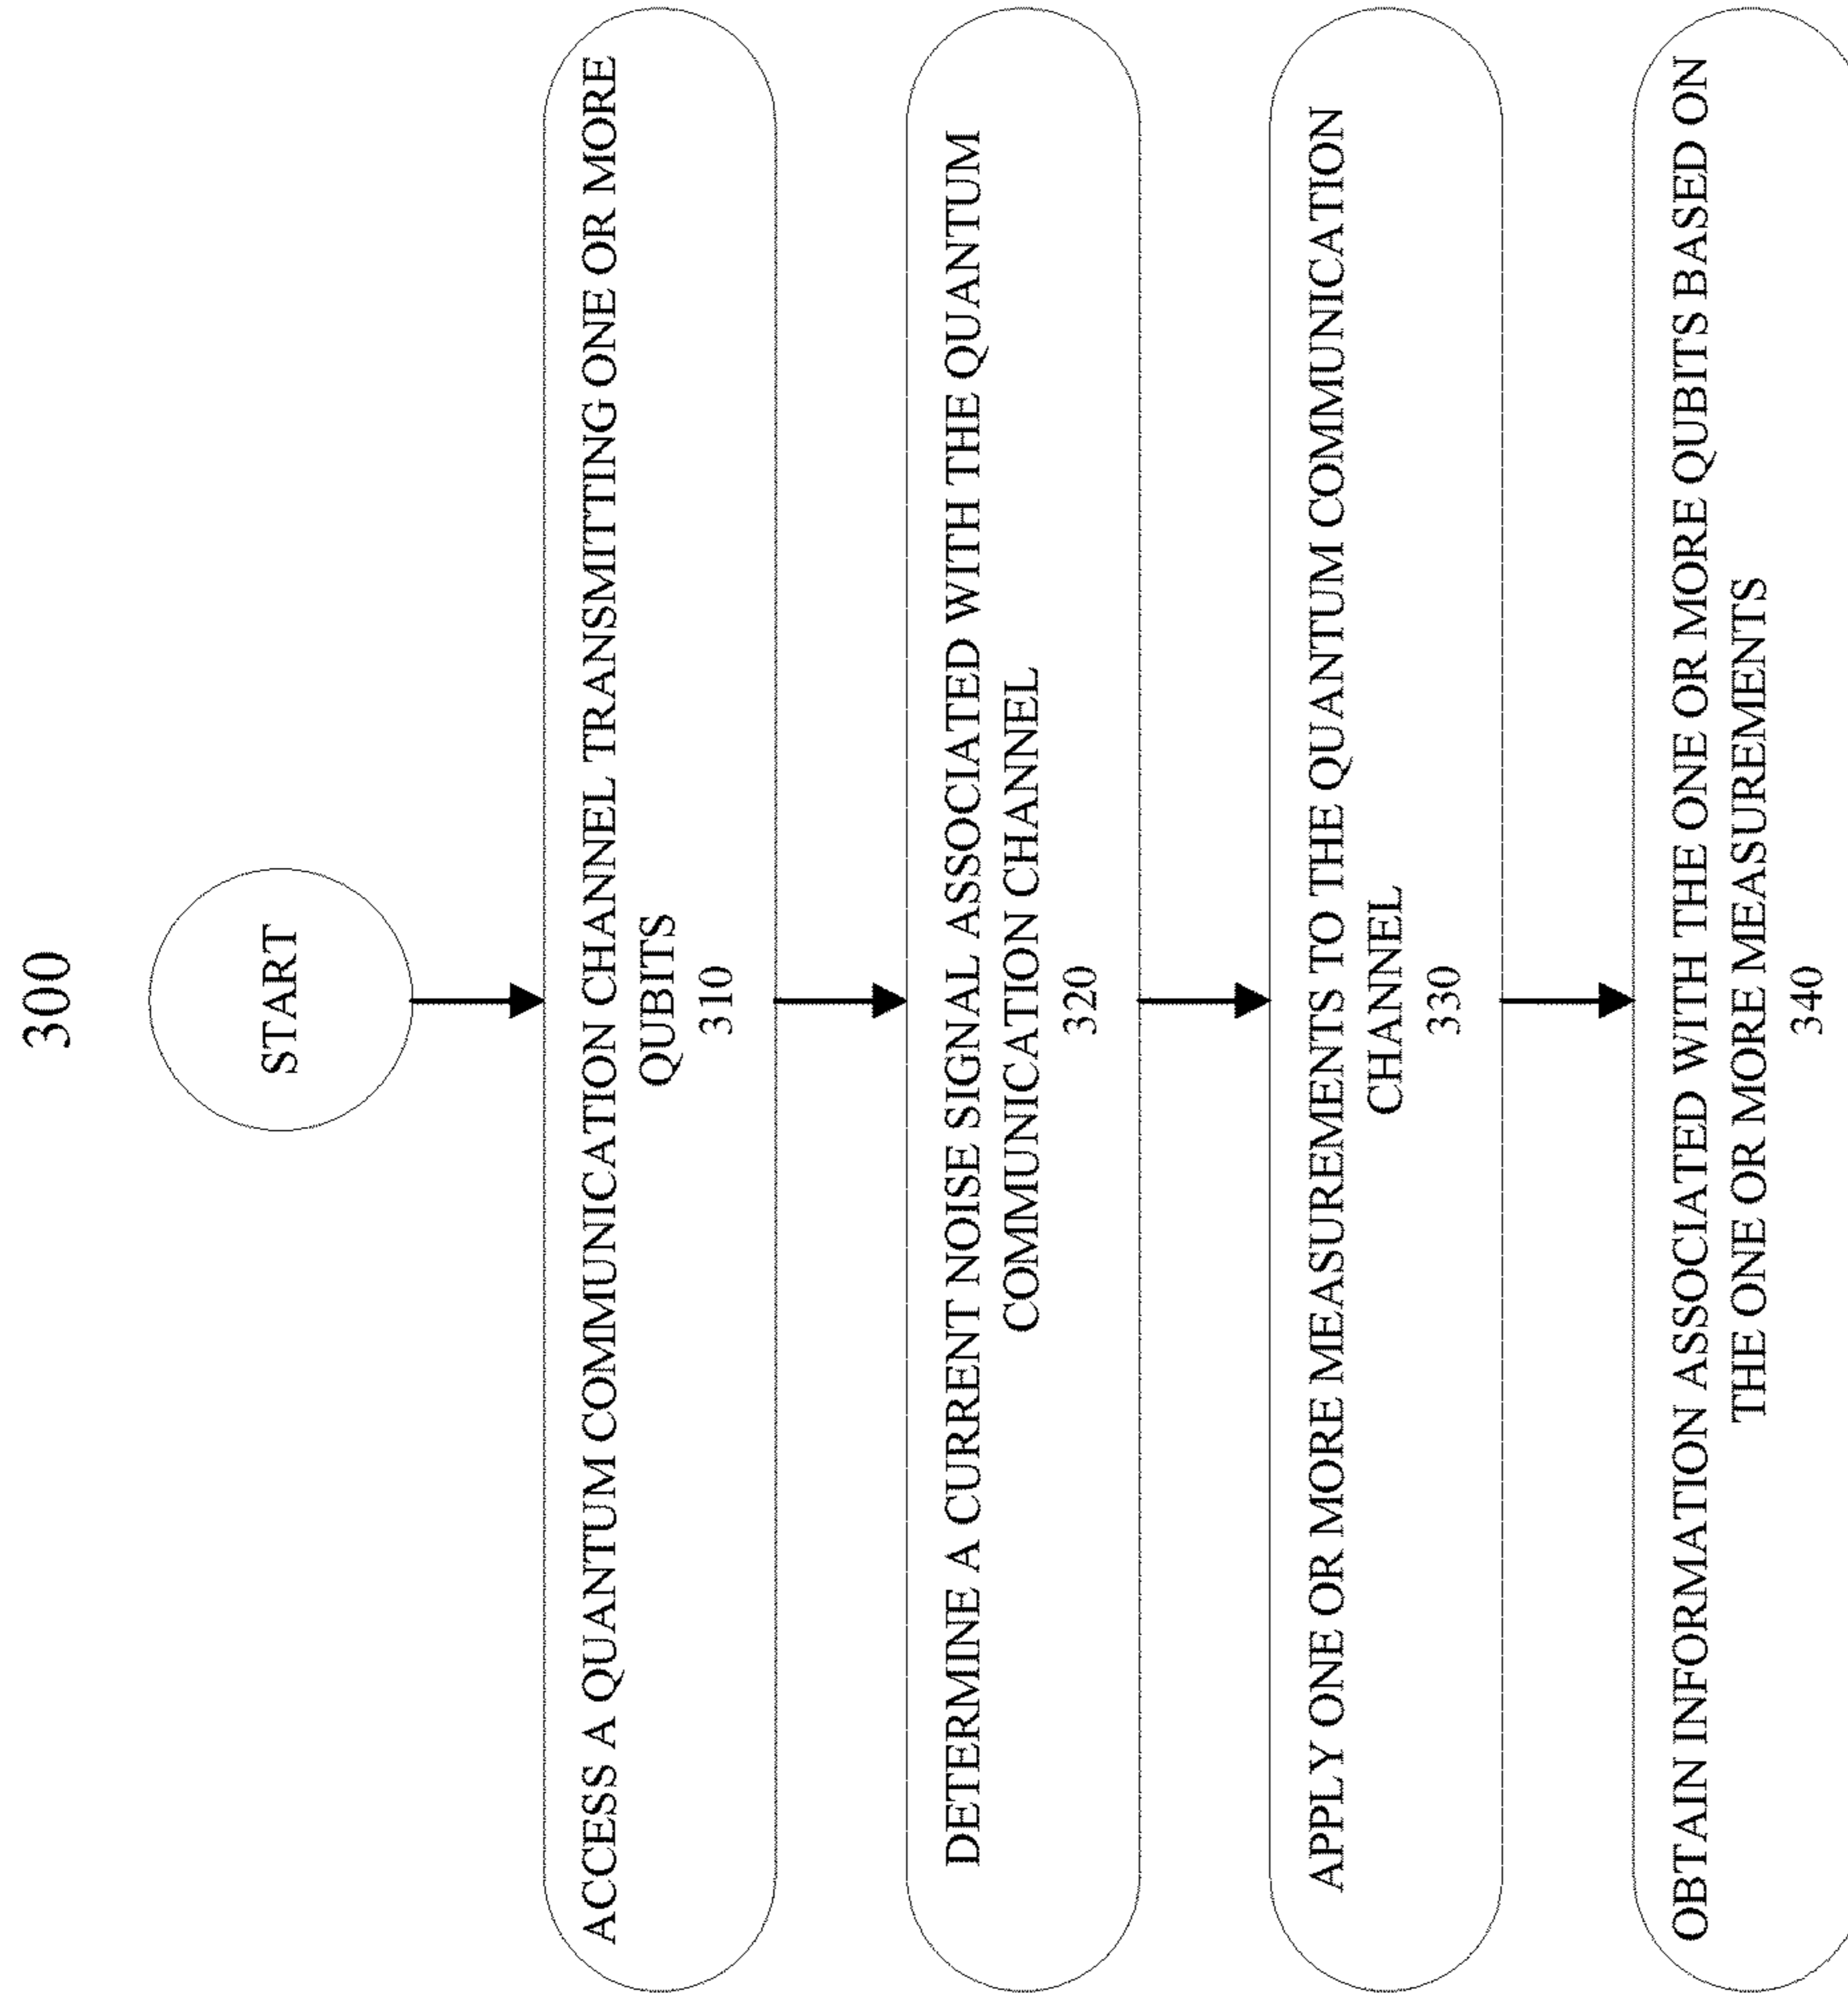 300
START
ACCESS A QUANTUM COMMUNICATION CHANNEL TRANSMITTING ONE OR MORE
QUBITS
310
DETERMINE A CURRENT NOISE SIGNAL ASSOCIATED WITH THE QUANTUM
COMMUNICATION CHANNEL
320
APPLY ONE OR MORE MEASUREMENTS TO THE QUANTUM COMMUNICATION
CHANNEL
330
OBTAIN INFORMATION ASSOCIATED WITH THE ONE OR MORE QUBITS BASED ON
THE ONE OR MORE MEASUREMENTS
340